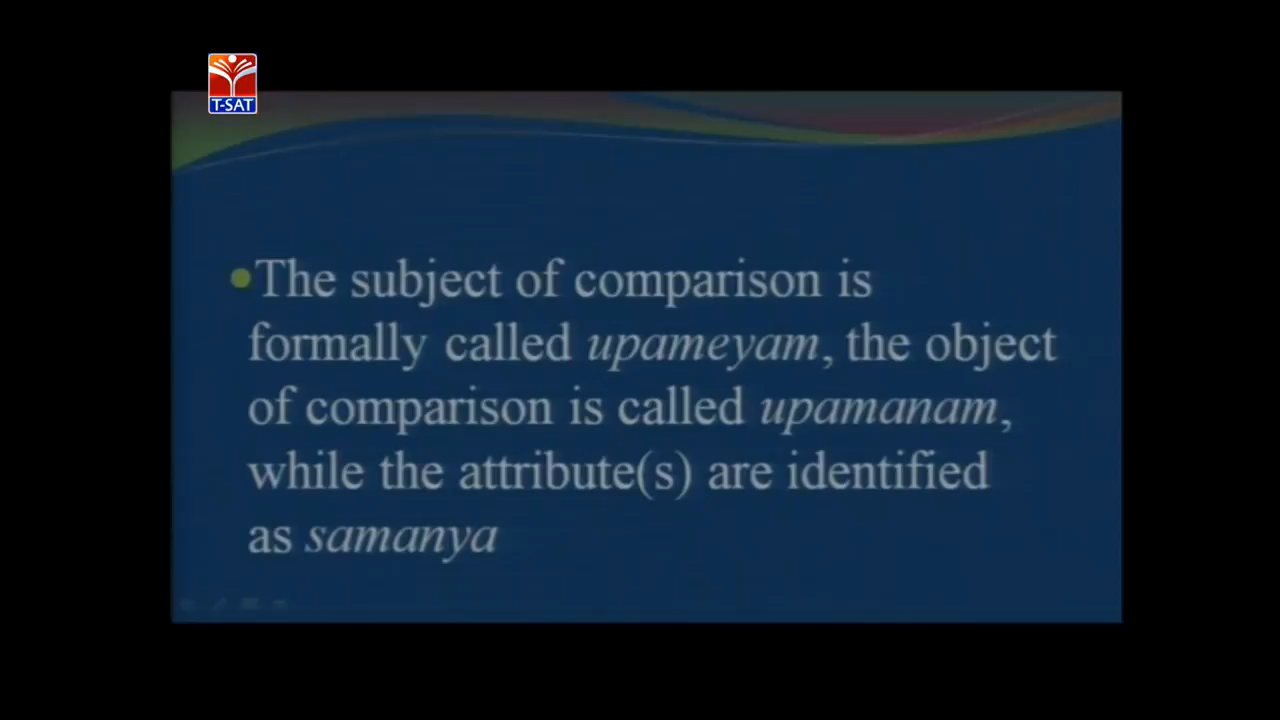 T-SAT
•The subject of comparison is
formally called upameyam, the object
of comparison is called upamanam,
while the attribute(s) are identified
as samanya